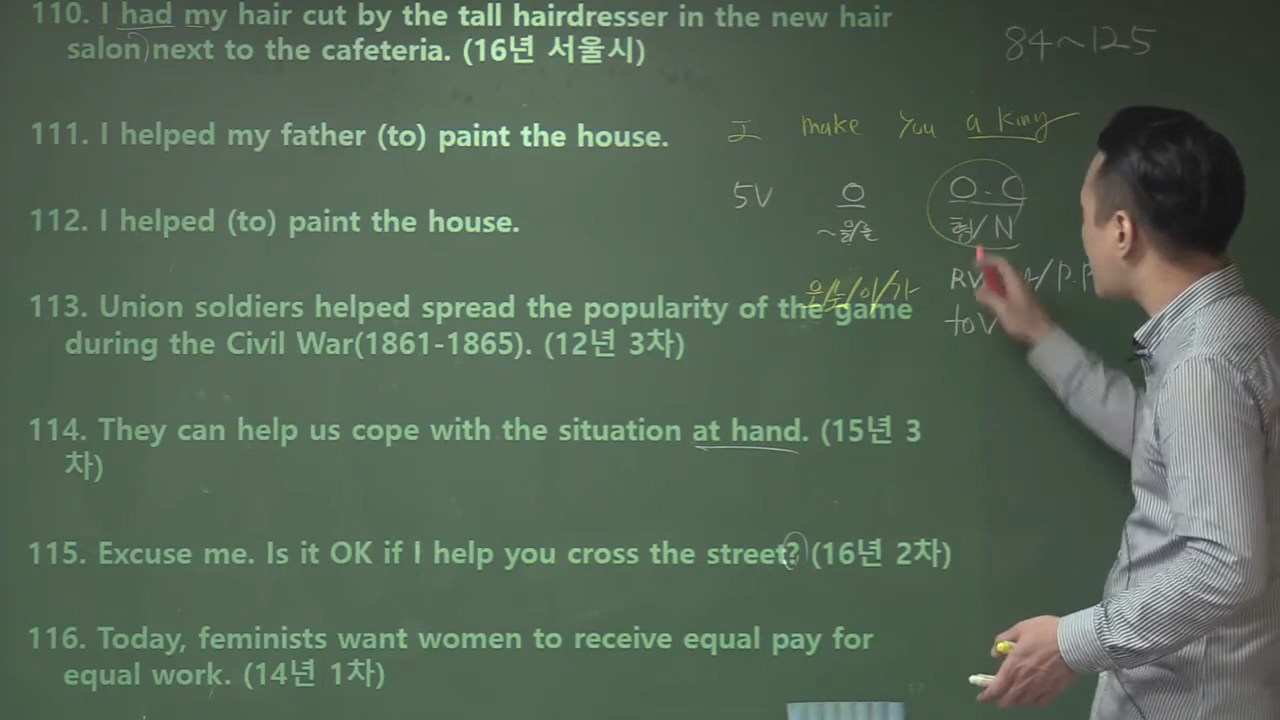 110. I had my hair cut by the tall hairdresser in the new hair
salon next to the cafeteria. (16년 서울시)
84~125
111. I helped my father (to) paint the house.
I make you a king
5V O O.C
~을/를 형/N
112. I helped (to) paint the house.
은/는/이/가 RV
to V
113. Union soldiers helped spread the popularity of the game
during the Civil War(1861-1865). (12년 3차)
114. They can help us cope with the situation at hand. (15년 3
차)
115. Excuse me. Is it OK if I help you cross the street? (16년 2차)
116. Today, feminists want women to receive equal pay for
equal work. (14년 1차)